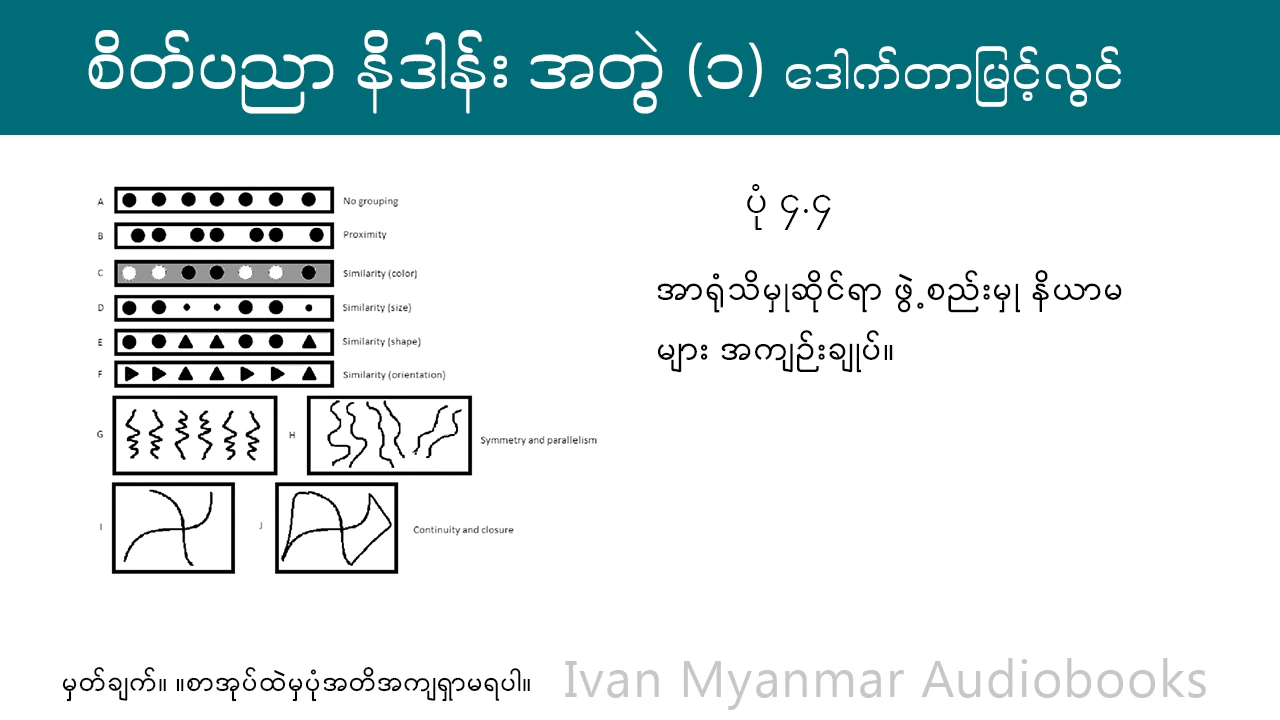 စိတ်ပညာ နိဒါန်း အတွဲ (၁) ဒေါက်တာမြင့်လွင်
A No grouping
B Proximity
C Similarity (color)
D Similarity (size)
E Similarity (shape)
F Similarity (orientation)
G H Symmetry and parallelism
I J Continuity and closure
ပုံ ၄.၄
အာရုံသိမှုဆိုင်ရာ ဖွဲ့စည်းမှု နိယာမ
များ အကျဉ်းချုပ်။
မှတ်ချက်။ ။စာအုပ်ထဲမှပုံအတိအကျရှာမရပါ။
Ivan Myanmar Audiobooks